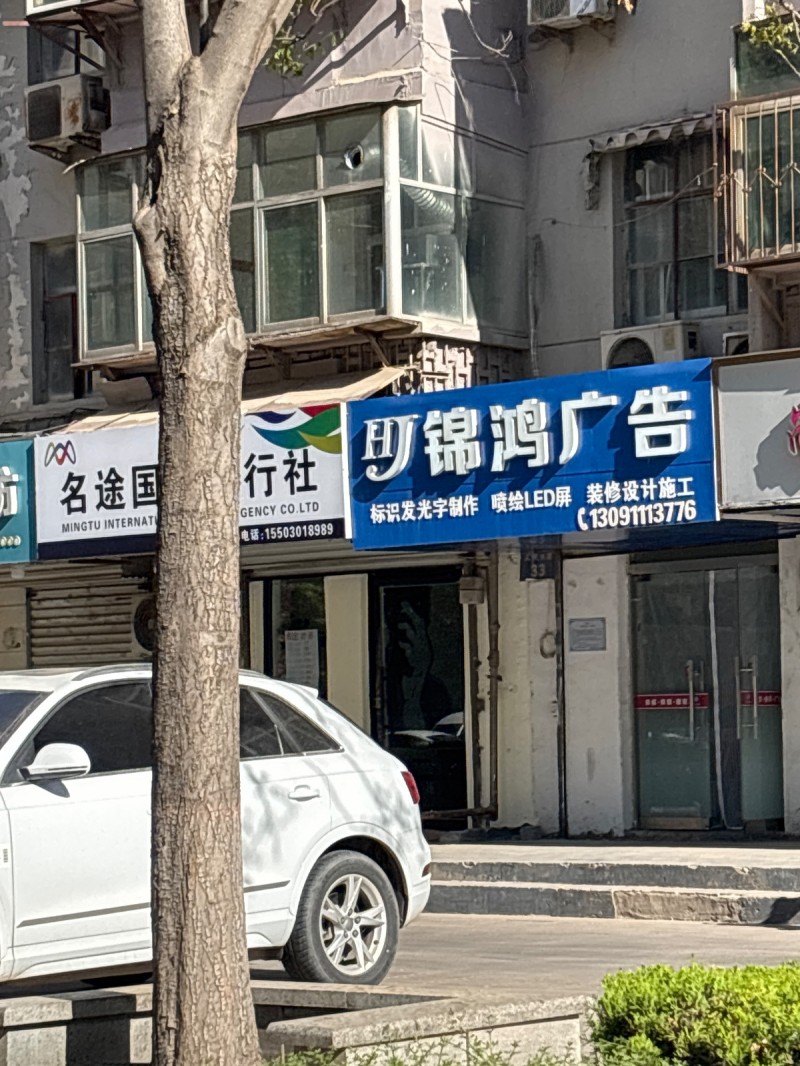 坊
名途国 行社
MINGTU INTERNAT GENCY CO.LTD
电话:15503018989
HJ 锦鸿广告
标识发光字制作 喷绘LED屏 装修设计施工
13091113776
33